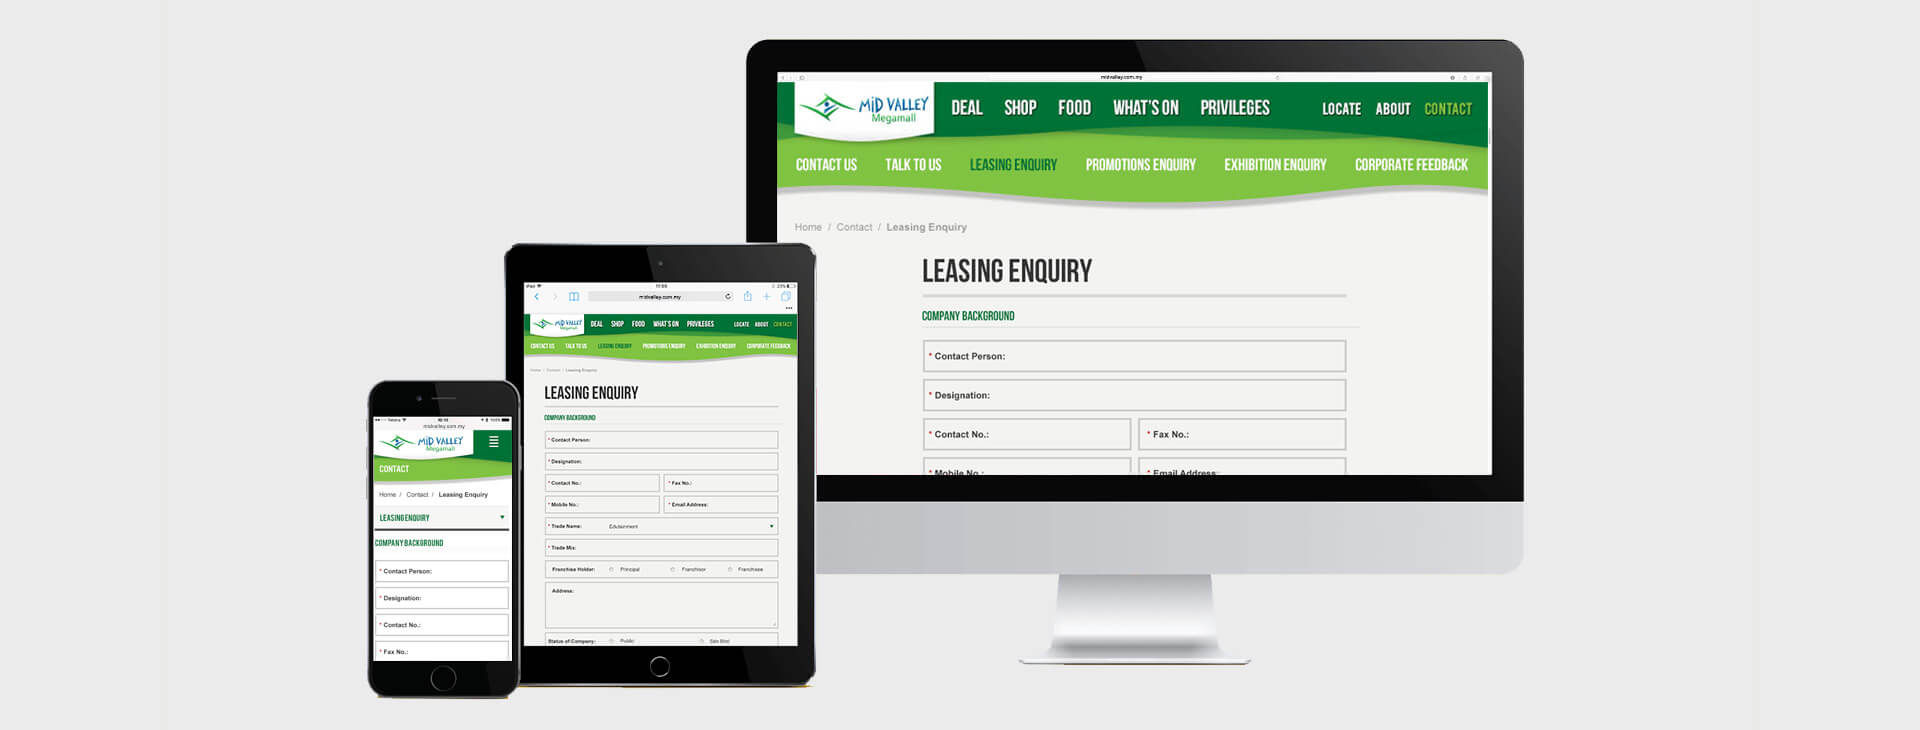 midvalley.com.my
MiD VALLEY
Megamall
DEAL SHOP FOOD WHAT'S ON PRIVILEGES LOCATE ABOUT CONTACT
CONTACT US TALK TO US LEASING ENQUIRY PROMOTIONS ENQUIRY EXHIBITION ENQUIRY CORPORATE FEEDBACK
Home / Contact / Leasing Enquiry
LEASING ENQUIRY
COMPANY BACKGROUND
* Contact Person:
* Designation:
* Contact No.: * Fax No.:
* Mobile No.: * Email Address:
iPad 11:55 23%
midvalley.com.my
MiD VALLEY
Megamall
DEAL SHOP FOOD WHAT'S ON PRIVILEGES LOCATE ABOUT CONTACT
CONTACT US TALK TO US LEASING ENQUIRY PROMOTIONS ENQUIRY EXHIBITION ENQUIRY CORPORATE FEEDBACK
Home / Contact / Leasing Enquiry
LEASING ENQUIRY
COMPANY BACKGROUND
* Contact Person:
* Designation:
* Contact No.: * Fax No.:
* Mobile No.: * Email Address:
* Trade Name: Edutainment
* Trade Mix:
Franchise Holder: Principal Franchisor Franchisee
Address:
Status of Company: Public Sdn Bhd
100%
midvalley.com.my
MiD VALLEY
Megamall
CONTACT
Home / Contact / Leasing Enquiry
LEASING ENQUIRY
COMPANY BACKGROUND
* Contact Person:
* Designation:
* Contact No.:
* Fax No.: